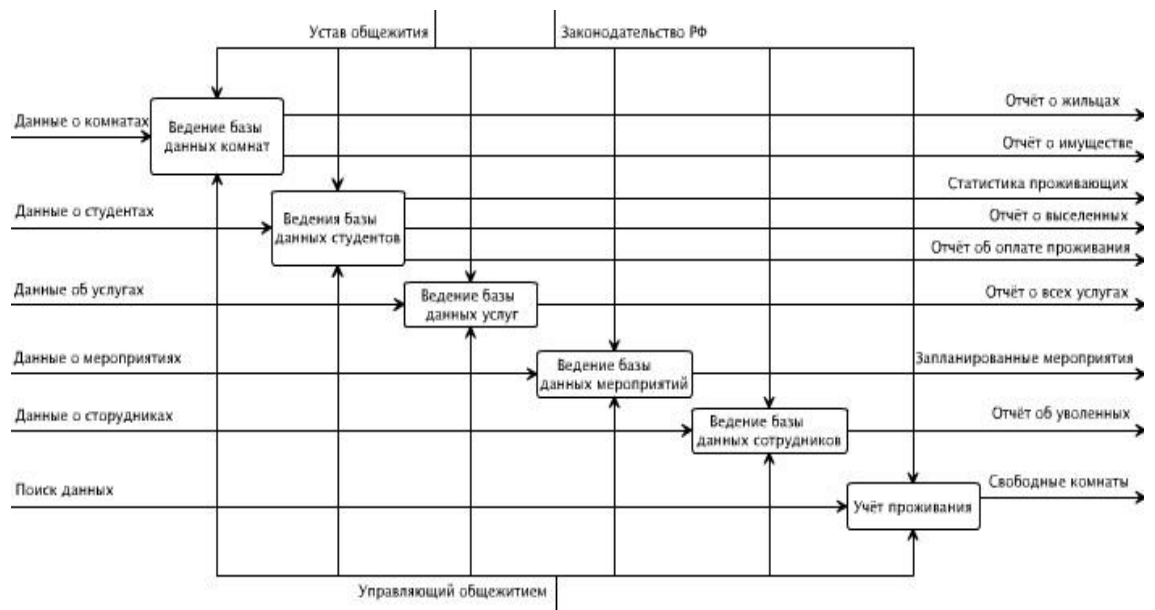 Устав общежития
Законодательство РФ
Данные о комнатах
Ведение базы
данных комнат
Отчёт о жильцах
Отчёт о имуществе
Данные о студентах
Ведения базы
данных студентов
Статистика проживающих
Отчёт о выселенных
Отчёт об оплате проживания
Данные об услугах
Ведение базы
данных услуг
Отчёт о всех услугах
Данные о мероприятиях
Ведение базы
данных мероприятий
Запланированные мероприятия
Данные о сторудниках
Ведение базы
данных сотрудников
Отчёт об уволенных
Поиск данных
Учёт проживания
Свободные комнаты
Управляющий общежитием